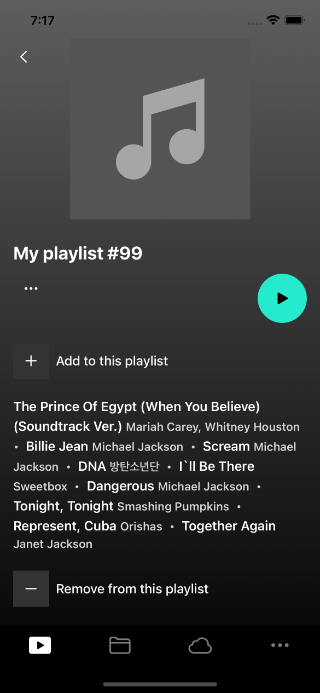 7:17
My playlist #99
Add to this playlist
The Prince Of Egypt (When You Believe)
(Soundtrack Ver.) Mariah Carey, Whitney Houston
• Billie Jean Michael Jackson • Scream Michael
Jackson • DNA 방탄소년단 • I`ll Be There
Sweetbox • Dangerous Michael Jackson •
Tonight, Tonight Smashing Pumpkins •
Represent, Cuba Orishas • Together Again
Janet Jackson
Remove from this playlist